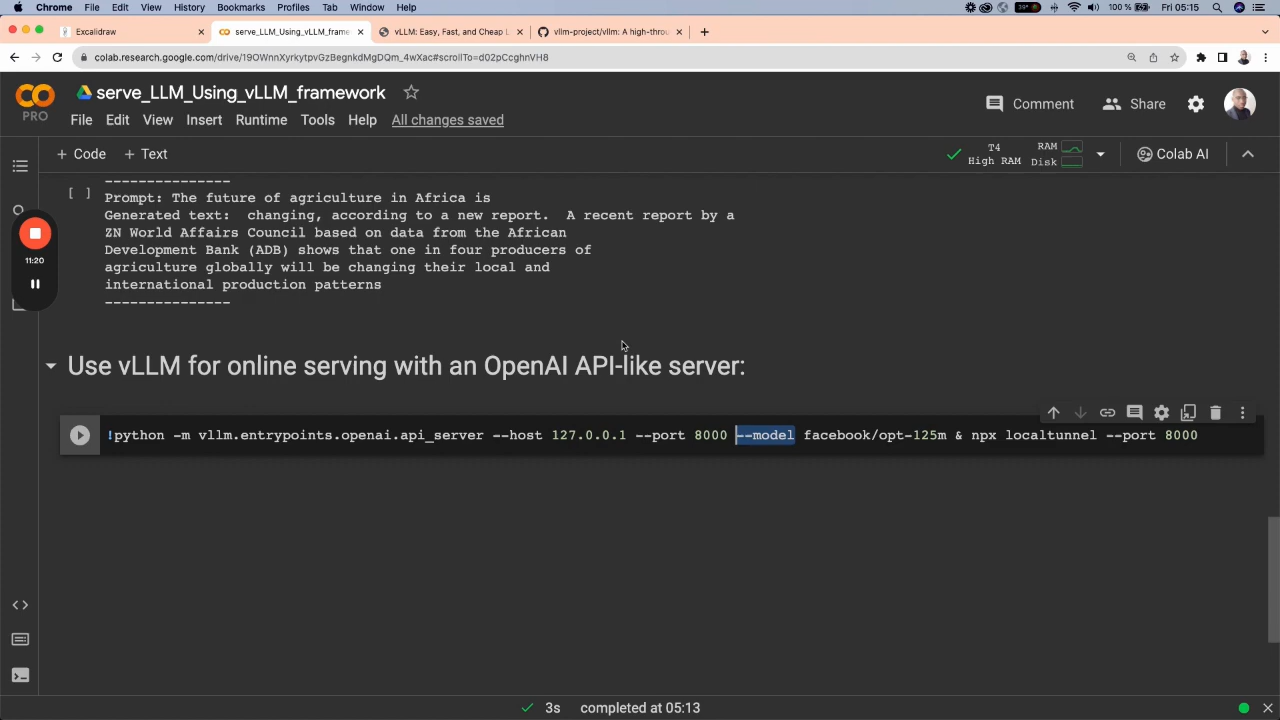 Chrome File Edit View History Bookmarks Profiles Tab Window Help 100 % Fri 05:15
Excalidraw serve_LLM_Using_vLLM_frame vLLM: Easy, Fast, and Cheap L vllm-project/vllm: A high-throu
colab.research.google.com/drive/19OWnnXyrkytpvGzBegnkdMgDQm_4wXac#scrollTo=d02pCcghnVH8
CO PRO
serve_LLM_Using_vLLM_framework
Comment Share
File Edit View Insert Runtime Tools Help All changes saved
+ Code + Text
T4
High RAM
RAM
Disk
Colab AI
---------------
[ ] Prompt: The future of agriculture in Africa is
Generated text:  changing, according to a new report.  A recent report by a
ZN World Affairs Council based on data from the African
Development Bank (ADB) shows that one in four producers of
agriculture globally will be changing their local and
international production patterns
---------------
11:20
Use vLLM for online serving with an OpenAI API-like server:
!python -m vllm.entrypoints.openai.api_server --host 127.0.0.1 --port 8000 --model facebook/opt-125m & npx localtunnel --port 8000
3s completed at 05:13